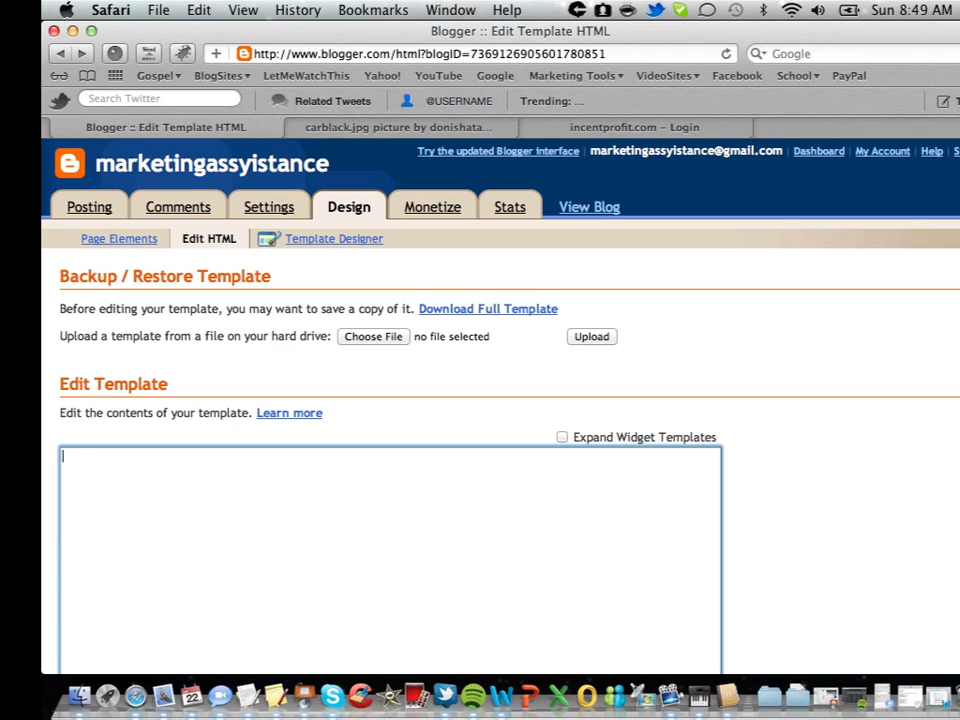 Safari File Edit View History Bookmarks Window Help Sun 8:49 AM
Blogger :: Edit Template HTML
http://www.blogger.com/html?blogID=7369126905601780851 Google
Gospel BlogSites LetMeWatchThis Yahoo! YouTube Google Marketing Tools VideoSites Facebook School PayPal
Search Twitter Related Tweets @USERNAME Trending: ...
Blogger :: Edit Template HTML carblack.jpg picture by donishata... incentprofit.com – Login
marketingassyistance Try the updated Blogger interface marketingassyistance@gmail.com Dashboard My Account Help S
Posting Comments Settings Design Monetize Stats View Blog
Page Elements Edit HTML Template Designer
Backup / Restore Template
Before editing your template, you may want to save a copy of it. Download Full Template
Upload a template from a file on your hard drive: Choose File no file selected Upload
Edit Template
Edit the contents of your template. Learn more
Expand Widget Templates